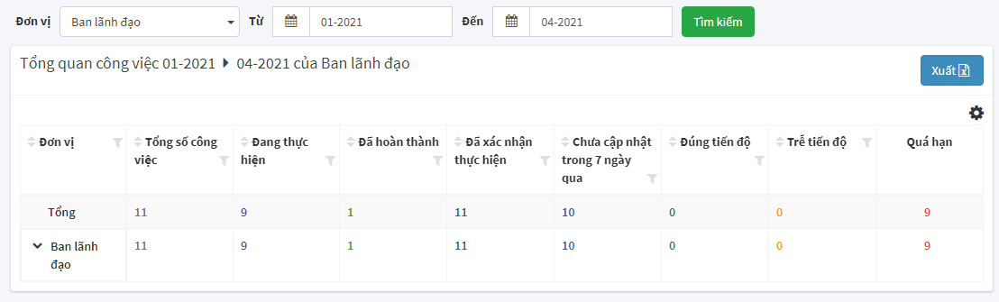 Đơn vị Ban lãnh đạo Từ 01-2021 Đến 04-2021 Tìm kiếm
Tổng quan công việc 01-2021 04-2021 của Ban lãnh đạo
Xuất
Đơn vị Tổng số công việc Đang thực hiện Đã hoàn thành Đã xác nhận thực hiện Chưa cập nhật trong 7 ngày qua Đúng tiến độ Trễ tiến độ Quá hạn
Tổng 11 9 1 11 10 0 0 9
Ban lãnh đạo 11 9 1 11 10 0 0 9